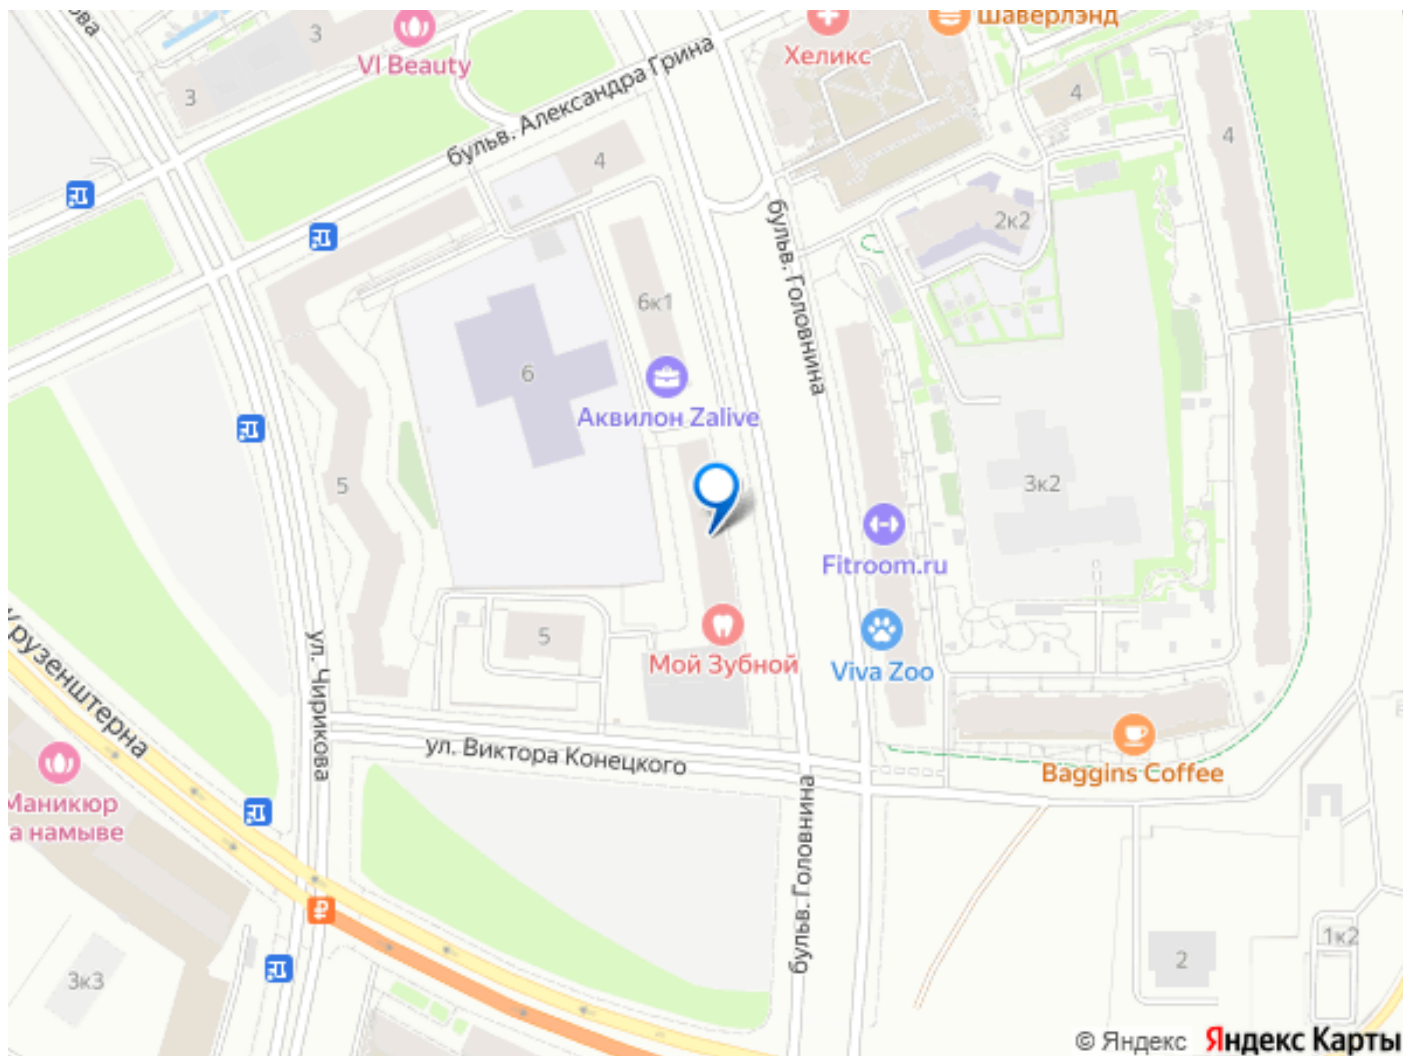 ова
3
VI Beauty
3
бульв. Александра Грина
Хеликс
Шаверлэнд
4
4
4
2к2
бульв. Головнина
6к1
6
Аквилон Zalive
5
3к2
Fitroom.ru
5
Мой Зубной
Viva Zoo
Крузенштерна
ул. Чирикова
ул. Виктора Конецкого
Baggins Coffee
Маникюр
а намыве
бульв. Головнина
3к3
2
1к2
© Яндекс Яндекс Карты